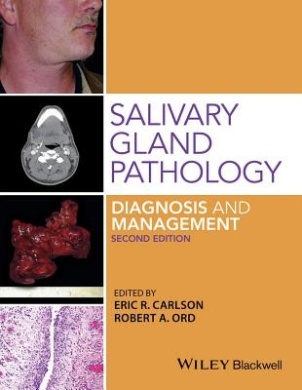 SALIVARY
GLAND
PATHOLOGY
DIAGNOSIS AND
MANAGEMENT
SECOND EDITION
EDITED BY
ERIC R. CARLSON
ROBERT A. ORD
WILEY Blackwell